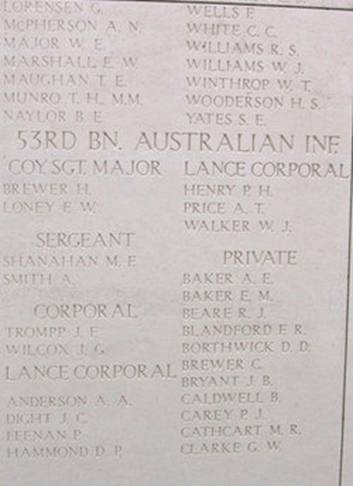 LORENSEN G.
McPHERSON A. N.
MAJOR W. E.
MARSHALL E. W.
MAUGHAN T. E.
MUNRO T. H., M.M.
NAYLOR B. E.
WELLS F.
WHITE C. C.
WILLIAMS R. S.
WILLIAMS W. J.
WINTHROP W. T.
WOODERSON H. S.
YATES S. E.
53RD BN. AUSTRALIAN INF.
COY. SGT. MAJOR
BREWER H.
LONEY E. W.
SERGEANT
SHANAHAN M. F.
SMITH A.
CORPORAL
TROMPP J. F.
WILCOX J. G.
LANCE CORPORAL
ANDERSON A. A.
DIGHT J. C.
FEENAN P.
HAMMOND D. P.
LANCE CORPORAL
HENRY P. H.
PRICE A. T.
WALKER W. J.
PRIVATE
BAKER A. E.
BAKER E. M.
BEARE R. J.
BLANDFORD F. R.
BORTHWICK D. D.
BREWER C.
BRYANT J. B.
CALDWELL B.
CAREY P. J.
CATHCART M. R.
CLARKE G. W.